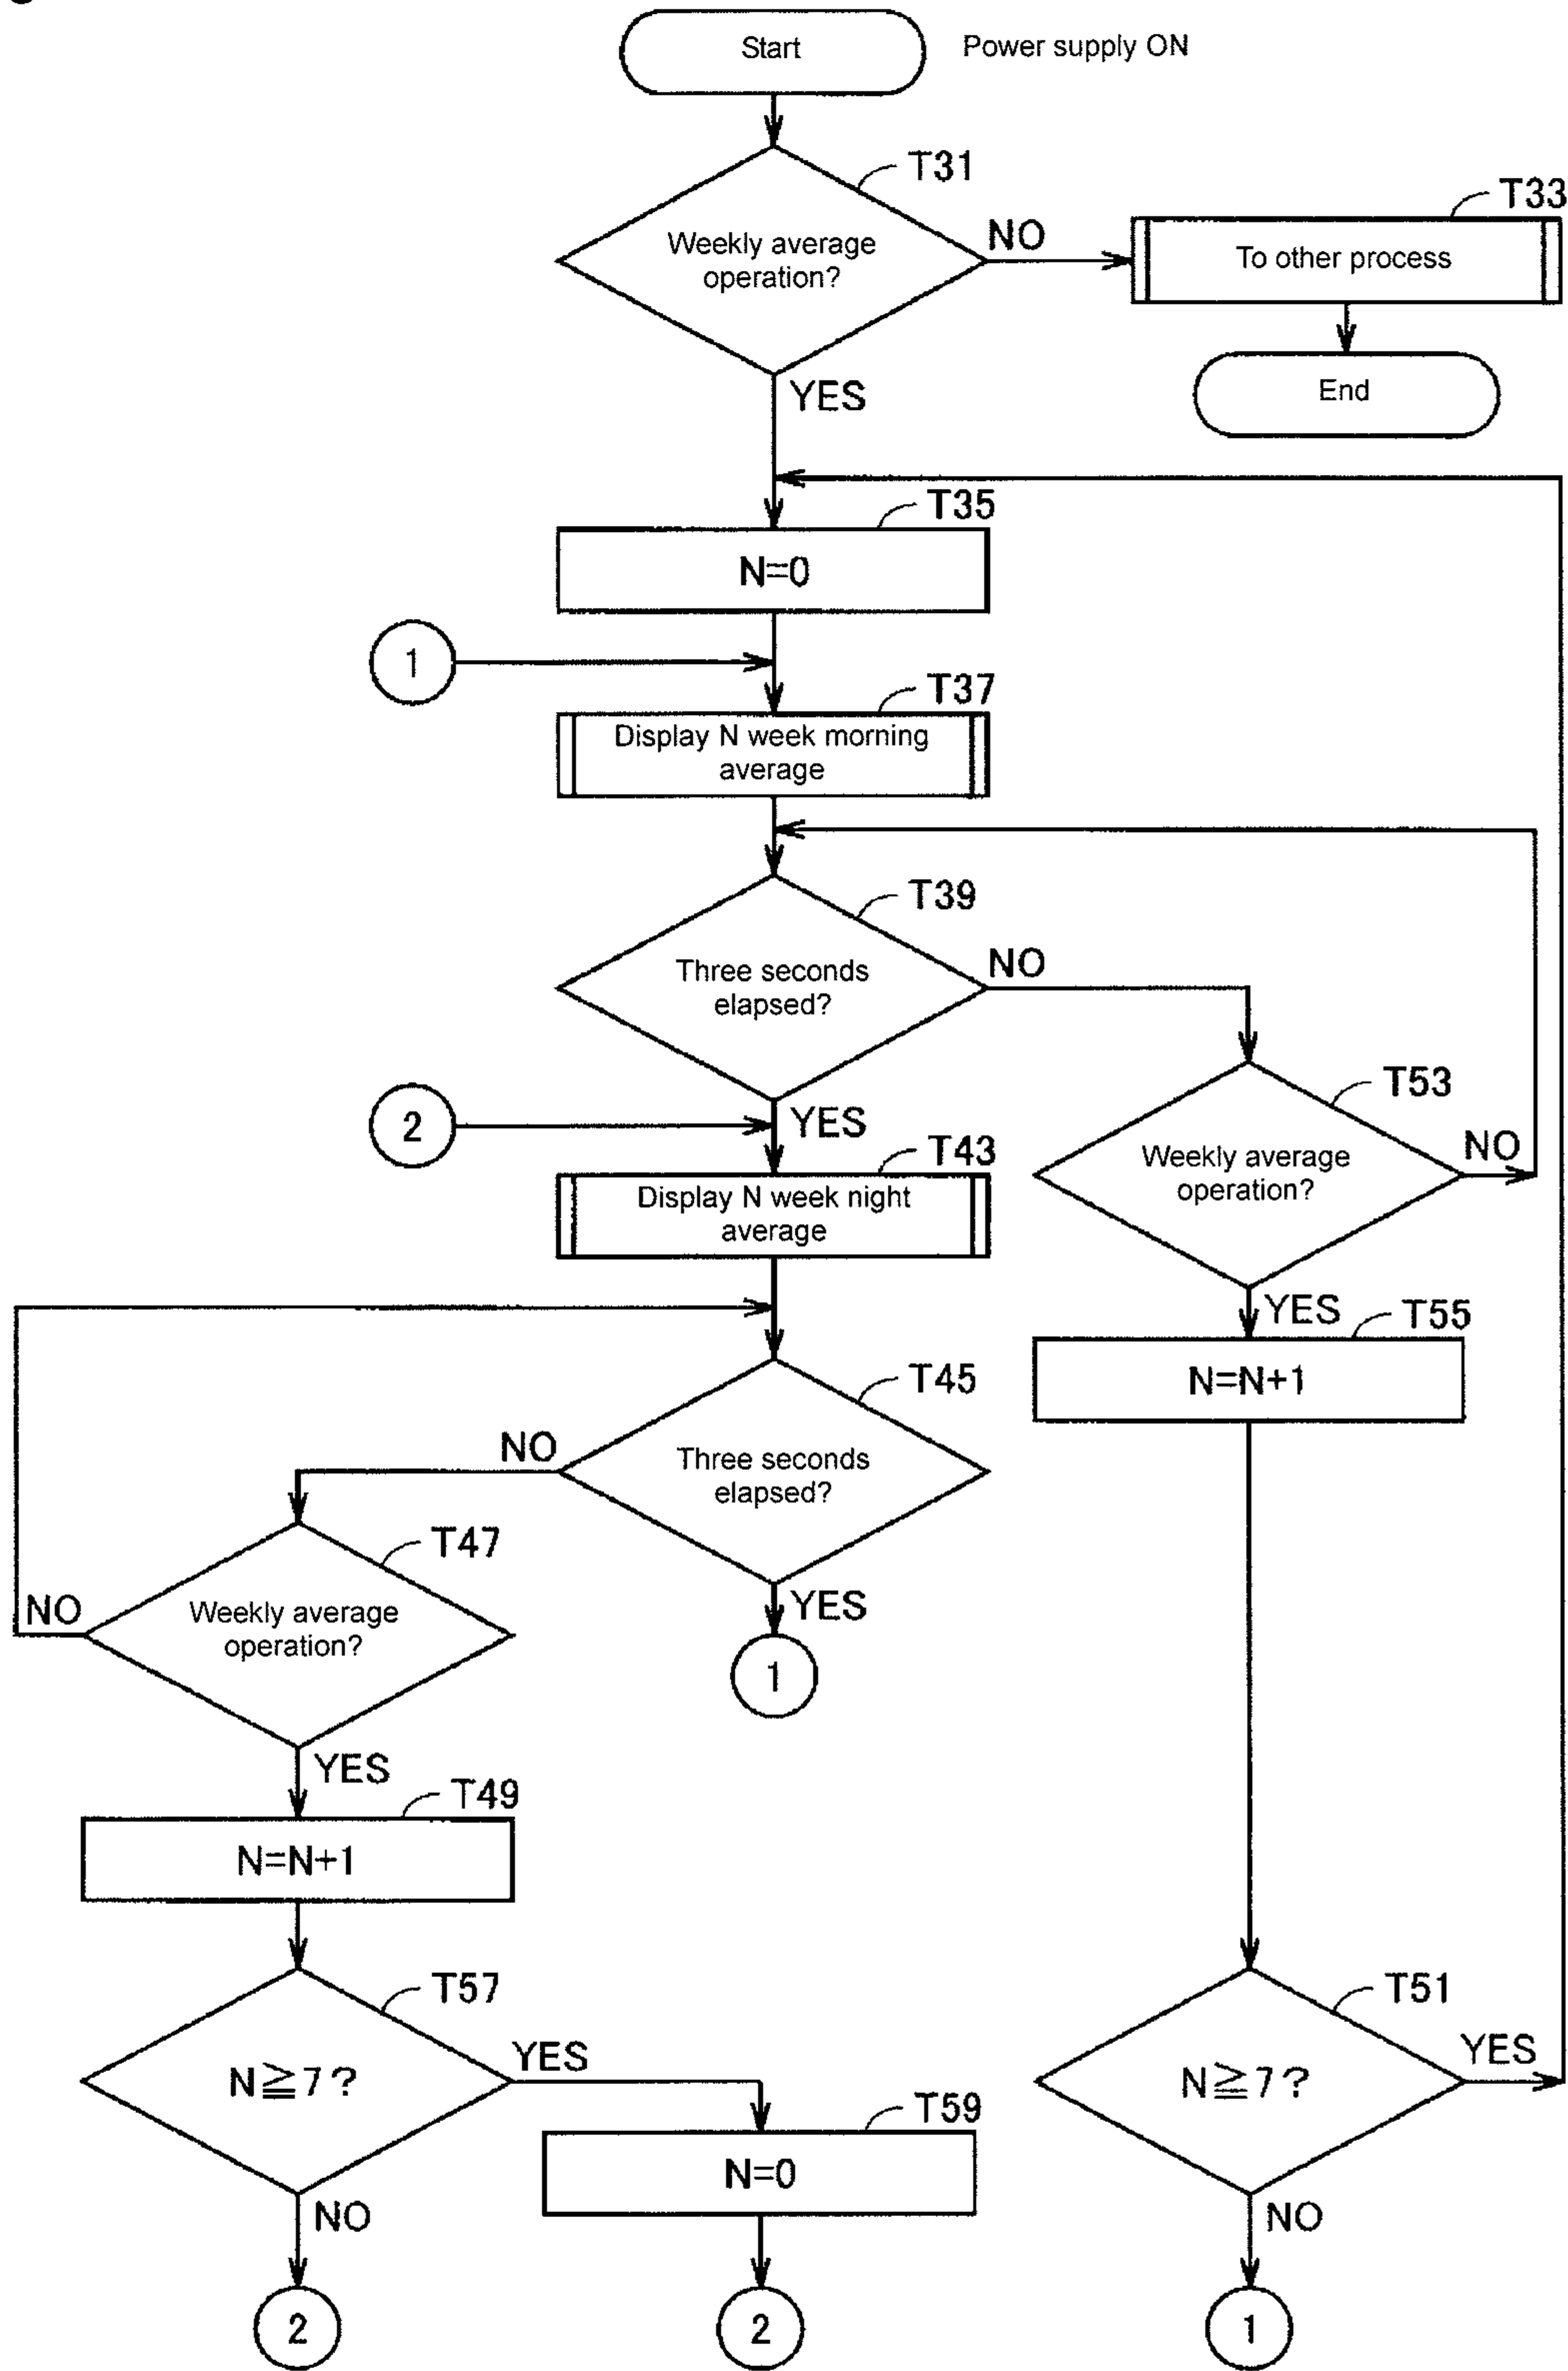 Start
Power supply ON
T31
Weekly average
operation?
NO
T33
To other process
End
YES
T35
N=0
1
T37
Display N week morning
average
T39
Three seconds
elapsed?
NO
2
YES
T53
Weekly average
operation?
NO
T43
Display N week night
average
YES
T55
N=N+1
T45
Three seconds
elapsed?
NO
T47
Weekly average
operation?
NO
YES
1
YES
T49
N=N+1
T57
N≧7?
YES
T51
N≧7?
YES
T59
N=0
NO
NO
2
2
1